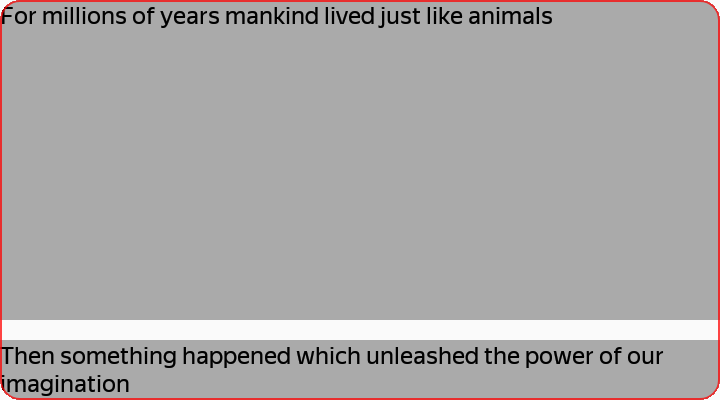 For millions of years mankind lived just like animals
Then something happened which unleashed the power of our
imagination